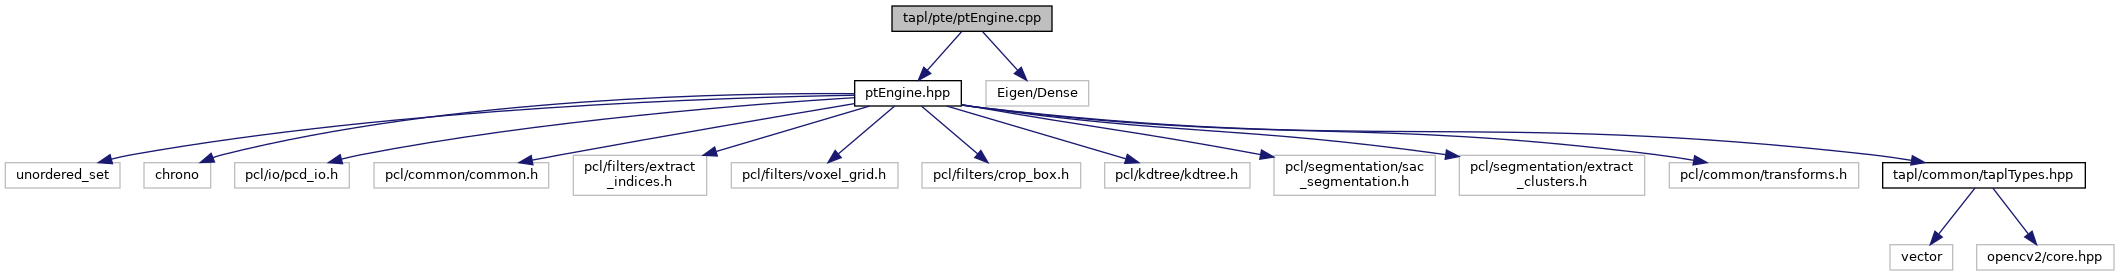 tapl/pte/ptEngine.cpp
ptEngine.hpp
Eigen/Dense
unordered_set
chrono
pcl/io/pcd_io.h
pcl/common/common.h
pcl/filters/extract
_indices.h
pcl/filters/voxel_grid.h
pcl/filters/crop_box.h
pcl/kdtree/kdtree.h
pcl/segmentation/sac
_segmentation.h
pcl/segmentation/extract
_clusters.h
pcl/common/transforms.h
tapl/common/taplTypes.hpp
vector
opencv2/core.hpp